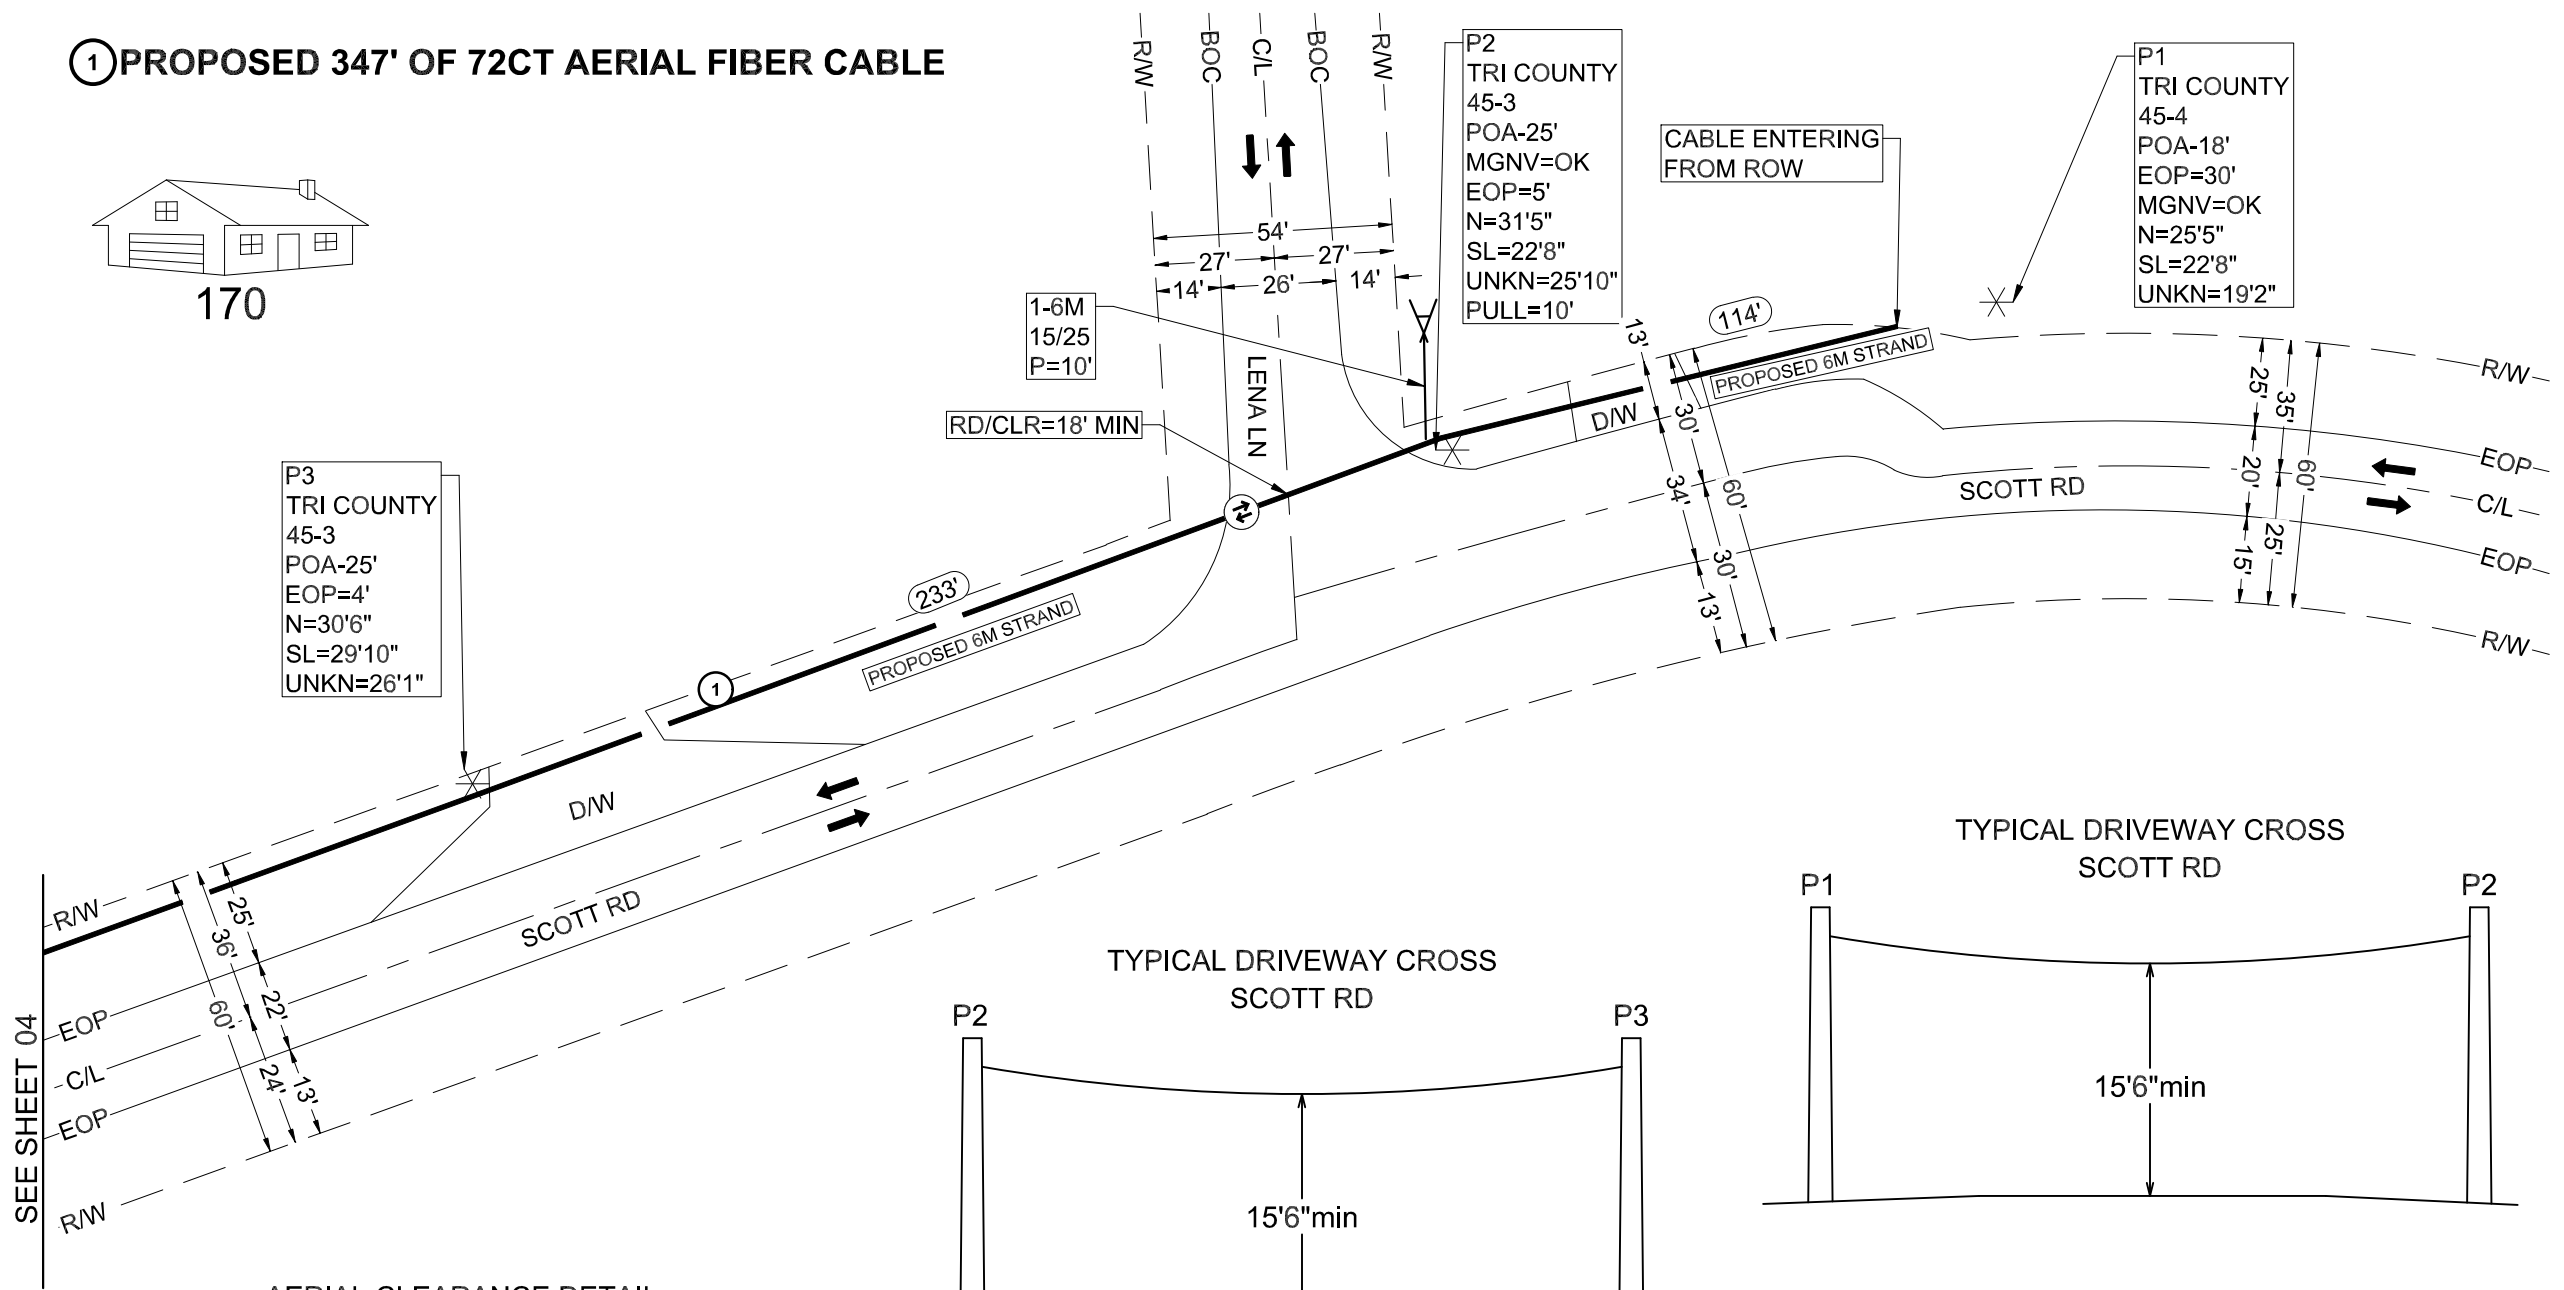 1 PROPOSED 347' OF 72CT AERIAL FIBER CABLE
170
R/W
BOC
C/L
BOC
R/W
54'
27'
27'
14'
26'
14'
LENA LN
1-6M
15/25
P=10'
RD/CLR=18' MIN
P2
TRI COUNTY
45-3
POA-25'
MGNV=OK
EOP=5'
N=31'5"
SL=22'8"
UNKN=25'10"
PULL=10'
CABLE ENTERING
FROM ROW
P1
TRI COUNTY
45-4
POA-18'
EOP=30'
MGNV=OK
N=25'5"
SL=22'8"
UNKN=19'2"
114'
PROPOSED 6M STRAND
D/W
13'
30'
34'
60'
30'
13'
SCOTT RD
25'
35'
20'
60'
25'
15'
R/W
EOP
C/L
EOP
R/W
P3
TRI COUNTY
45-3
POA-25'
EOP=4'
N=30'6"
SL=29'10"
UNKN=26'1"
233'
PROPOSED 6M STRAND
1
D/W
SCOTT RD
25'
36'
60'
22'
24'
13'
R/W
EOP
C/L
EOP
R/W
SEE SHEET 04
TYPICAL DRIVEWAY CROSS
SCOTT RD
P1
P2
15'6"min
TYPICAL DRIVEWAY CROSS
SCOTT RD
P2
P3
15'6"min
AERIAL CLEARANCE DETAIL